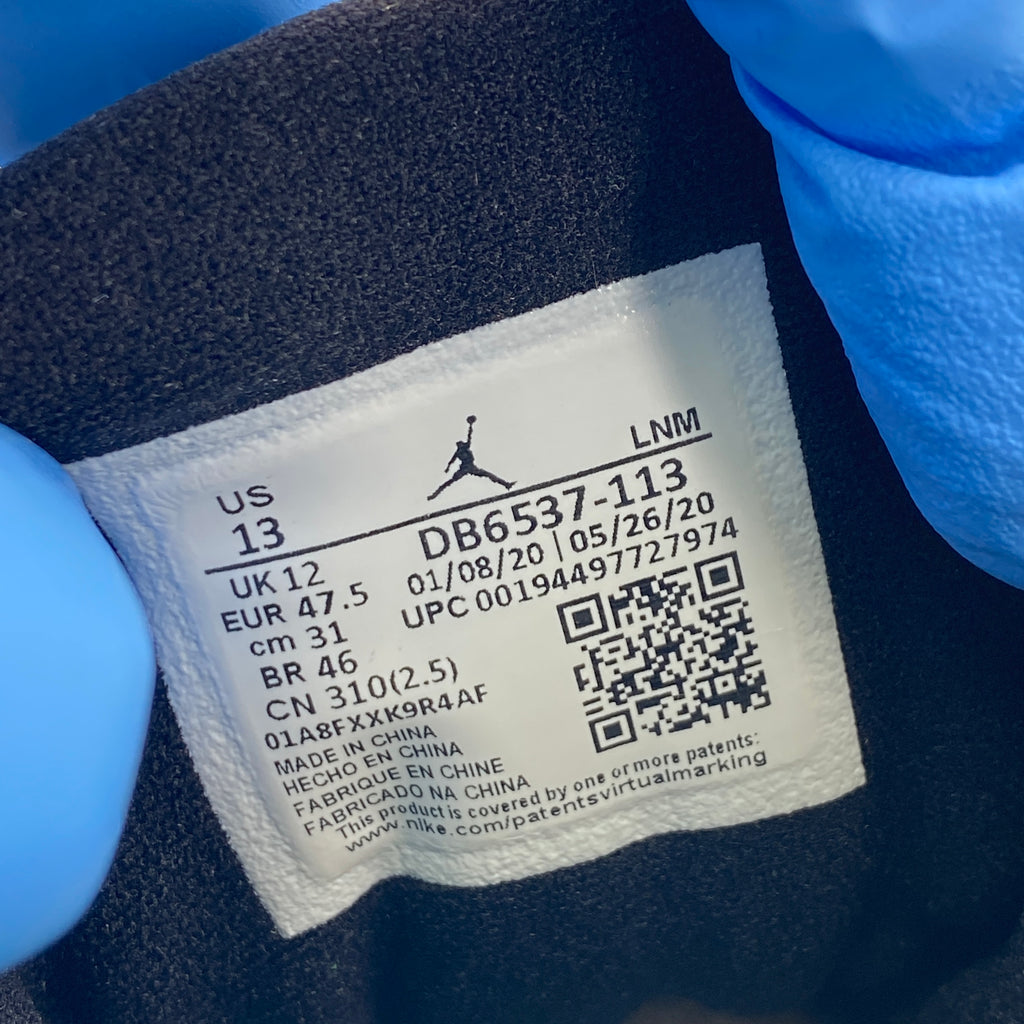 US
13
LNM
UK 12
EUR 47.5
cm 31
BR 46
CN 310(2.5)
01A8FXXK9R4AF
DB6537-113
01/08/20 | 05/26/20
UPC 00194497727974
MADE IN CHINA
HECHO EN CHINA
FABRIQUE EN CHINE
FABRICADO NA CHINA
This product is covered by one or more patents:
www.nike.com/patentsvirtualmarking